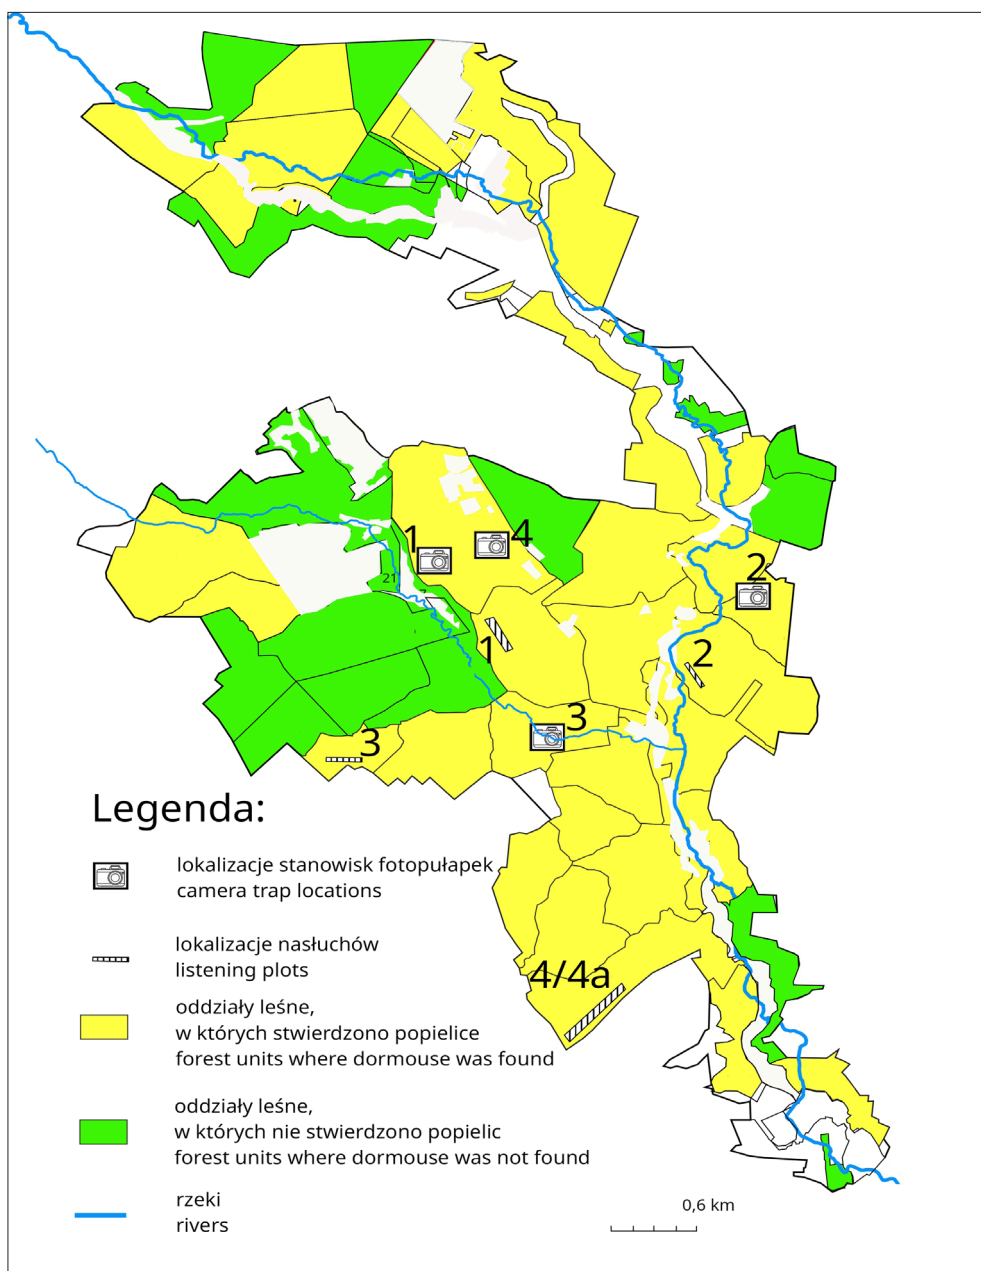 1
4
2
21
1
2
3
3
4/4a
Legenda:
lokalizacje stanowisk fotopułapek
camera trap locations
lokalizacje nasłuchów
listening plots
oddziały leśne,
w których stwierdzono popielice
forest units where dormouse was found
oddziały leśne,
w których nie stwierdzono popielic
forest units where dormouse was not found
rzeki
rivers
0,6 km